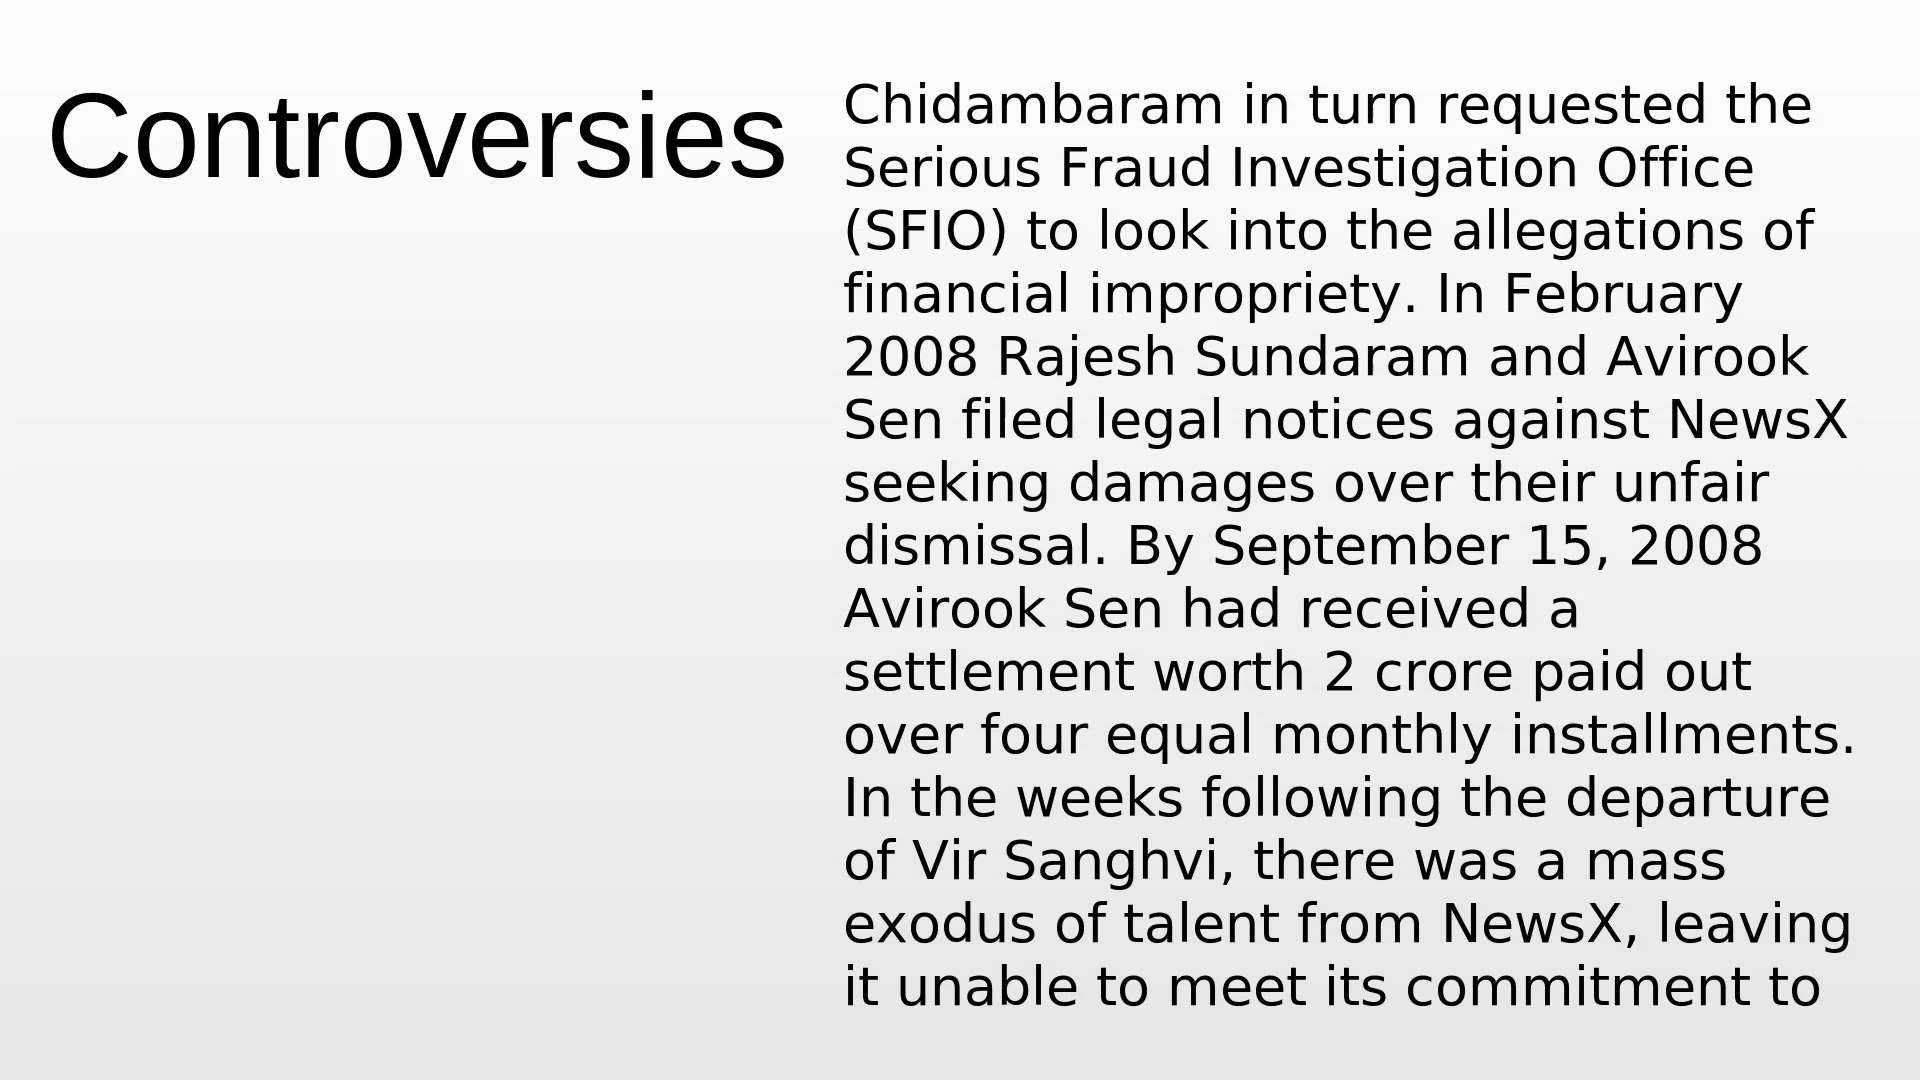 Controversies
Chidambaram in turn requested the
Serious Fraud Investigation Office
(SFIO) to look into the allegations of
financial impropriety. In February
2008 Rajesh Sundaram and Avirook
Sen filed legal notices against NewsX
seeking damages over their unfair
dismissal. By September 15, 2008
Avirook Sen had received a
settlement worth 2 crore paid out
over four equal monthly installments.
In the weeks following the departure
of Vir Sanghvi, there was a mass
exodus of talent from NewsX, leaving
it unable to meet its commitment to